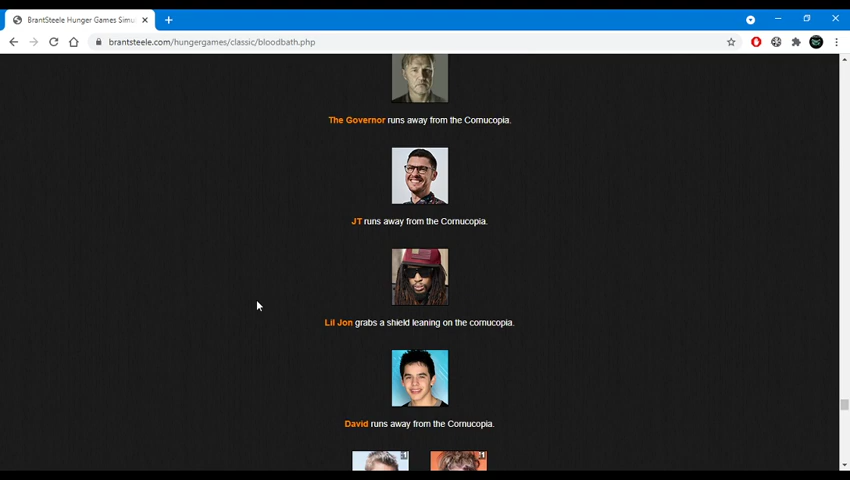 BrantSteele Hunger Games Simu
brantsteele.com/hungergames/classic/bloodbath.php
The Governor runs away from the Cornucopia.
JT runs away from the Cornucopia.
Lil Jon grabs a shield leaning on the cornucopia.
David runs away from the Cornucopia.